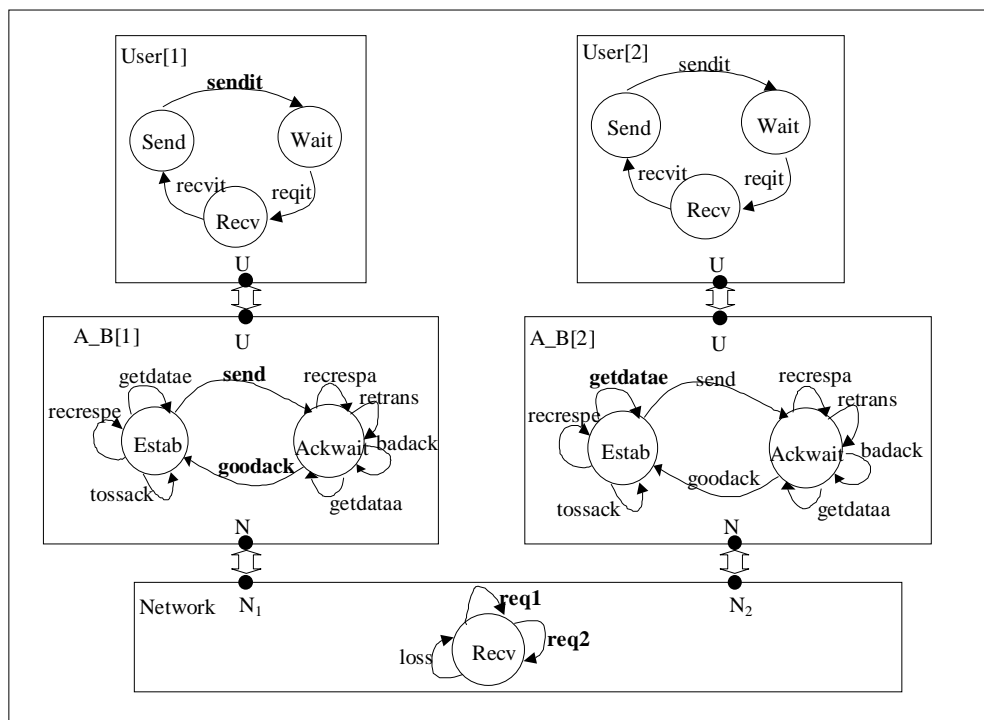 User[1]
sendit
Send
Wait
recvit
reqit
Recv
U
User[2]
sendit
Send
Wait
recvit
reqit
Recv
U
A_B[1]
U
getdatae
send
recrespa
retrans
recrespe
Estab
Ackwait
badack
goodack
tossack
getdataa
N
A_B[2]
U
getdatae
send
recrespa
retrans
recrespe
Estab
Ackwait
badack
goodack
tossack
getdataa
N
Network
N1
N2
req1
req2
loss
Recv